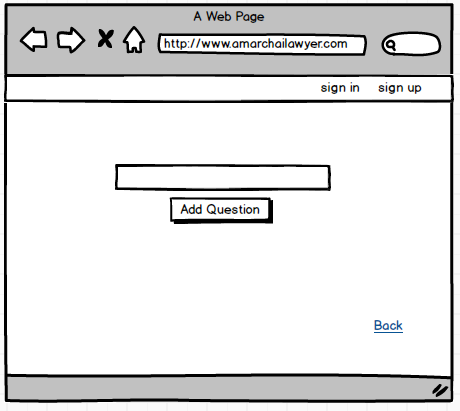 A Web Page
http://www.amarchailawyer.com
sign in sign up
Add Question
Back